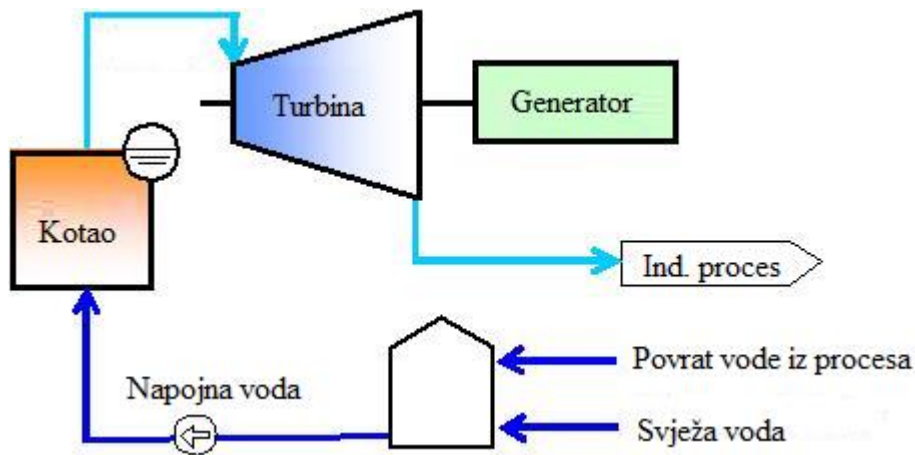 Turbina
Generator
Kotao
Ind. proces
Povrat vode iz procesa
Napojna voda
Svježa voda